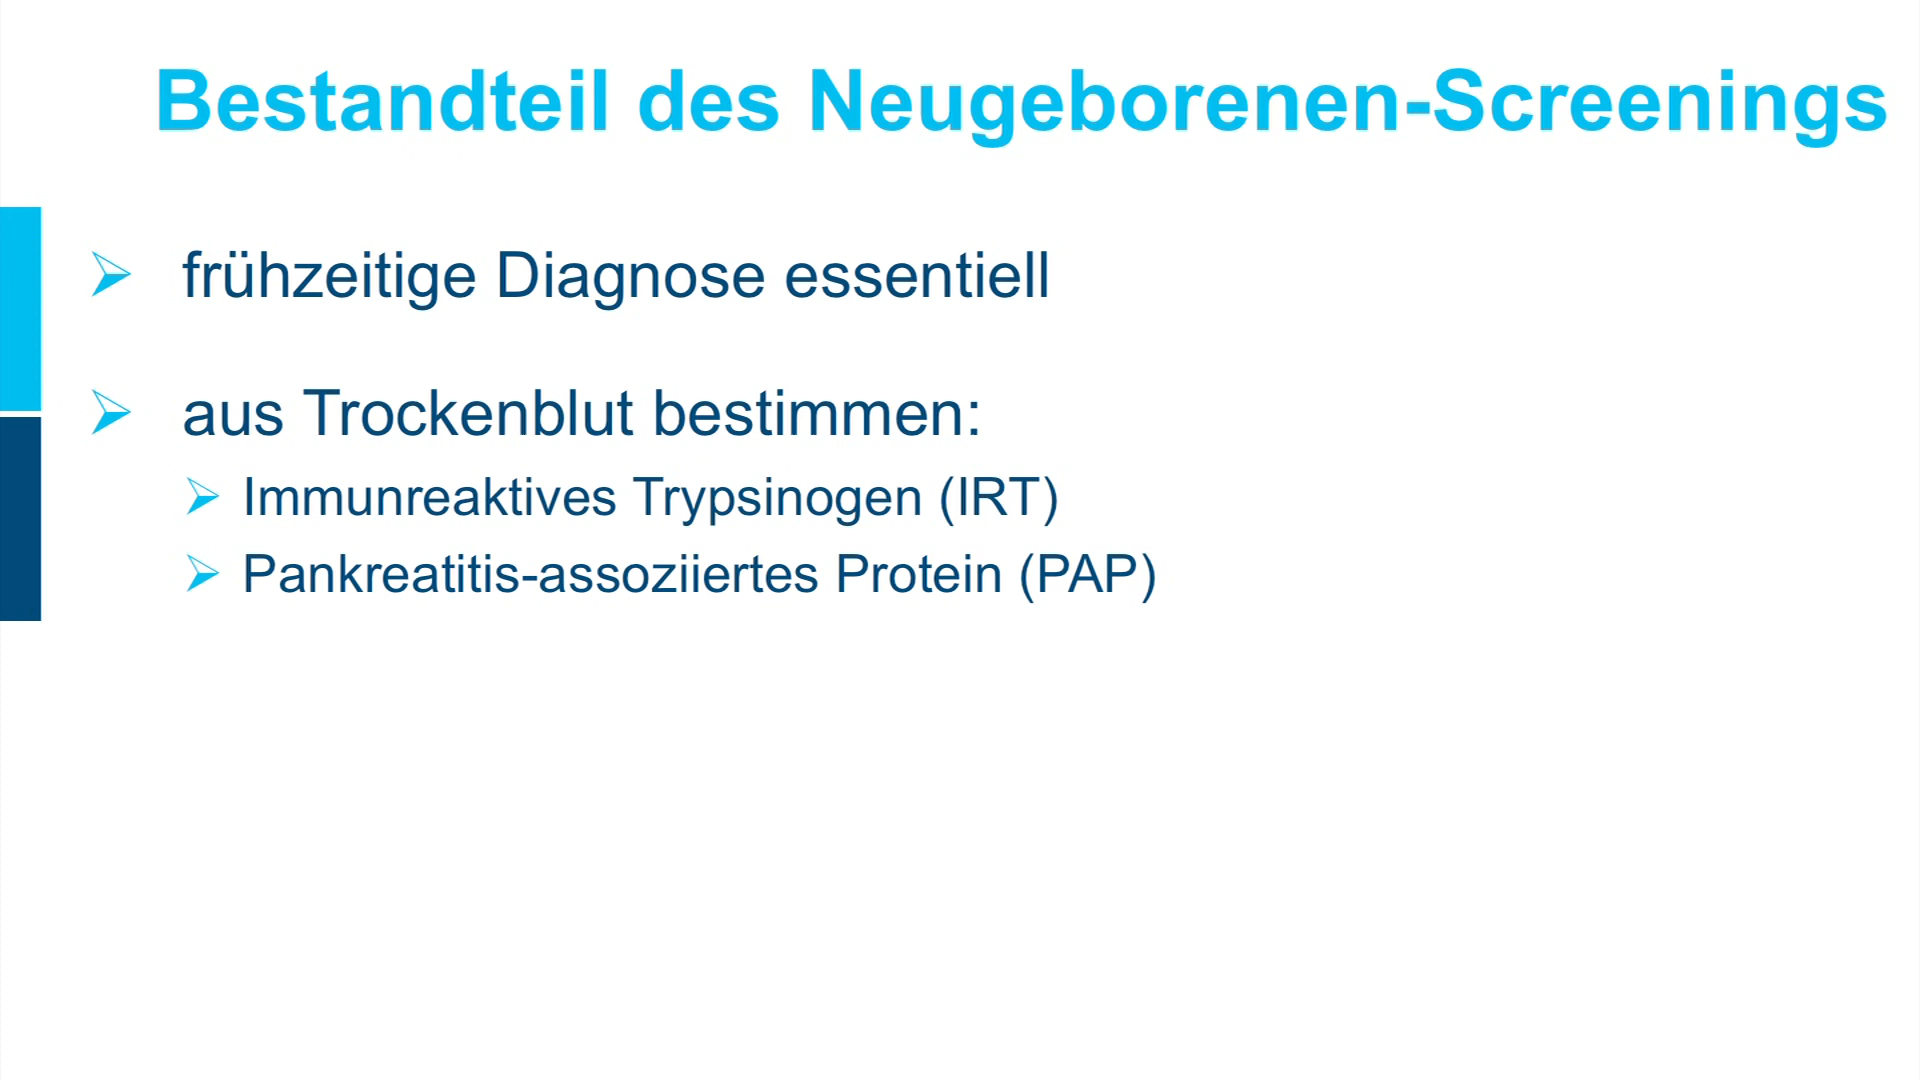 Bestandteil des Neugeborenen-Screenings
frühzeitige Diagnose essentiell
aus Trockenblut bestimmen:
Immunreaktives Trypsinogen (IRT)
Pankreatitis-assoziiertes Protein (PAP)